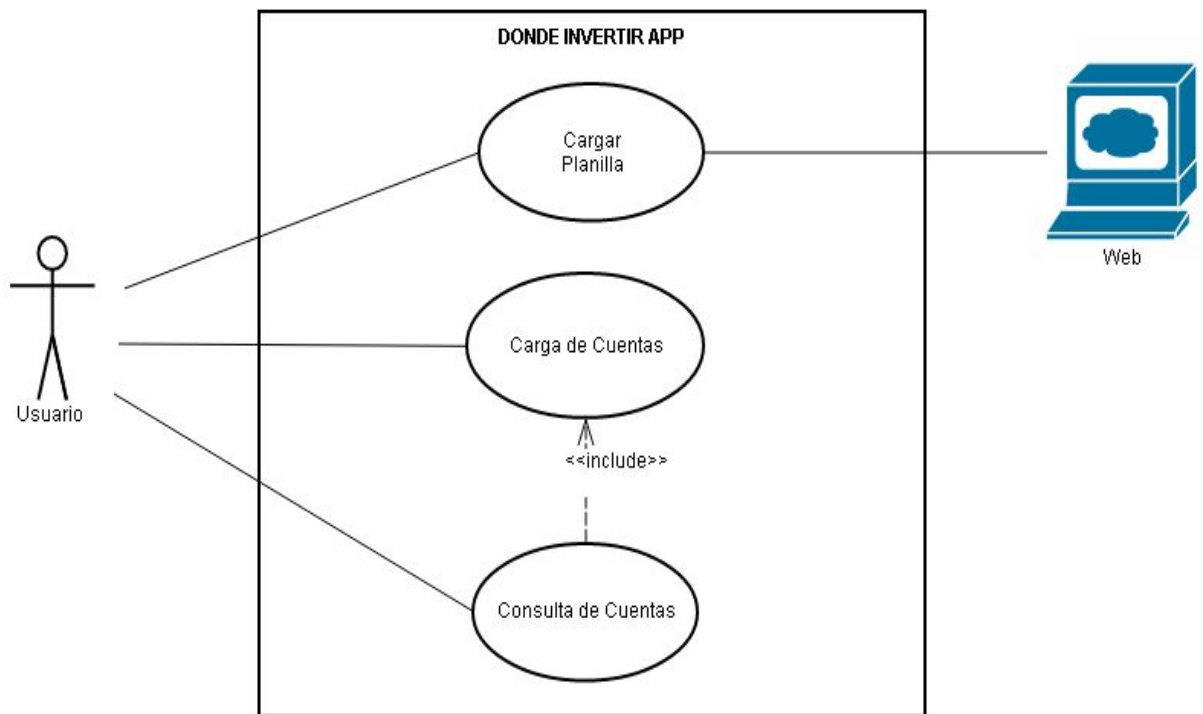 DONDE INVERTIR APP
Cargar
Planilla
Web
Carga de Cuentas
Usuario
<<include>>
Consulta de Cuentas